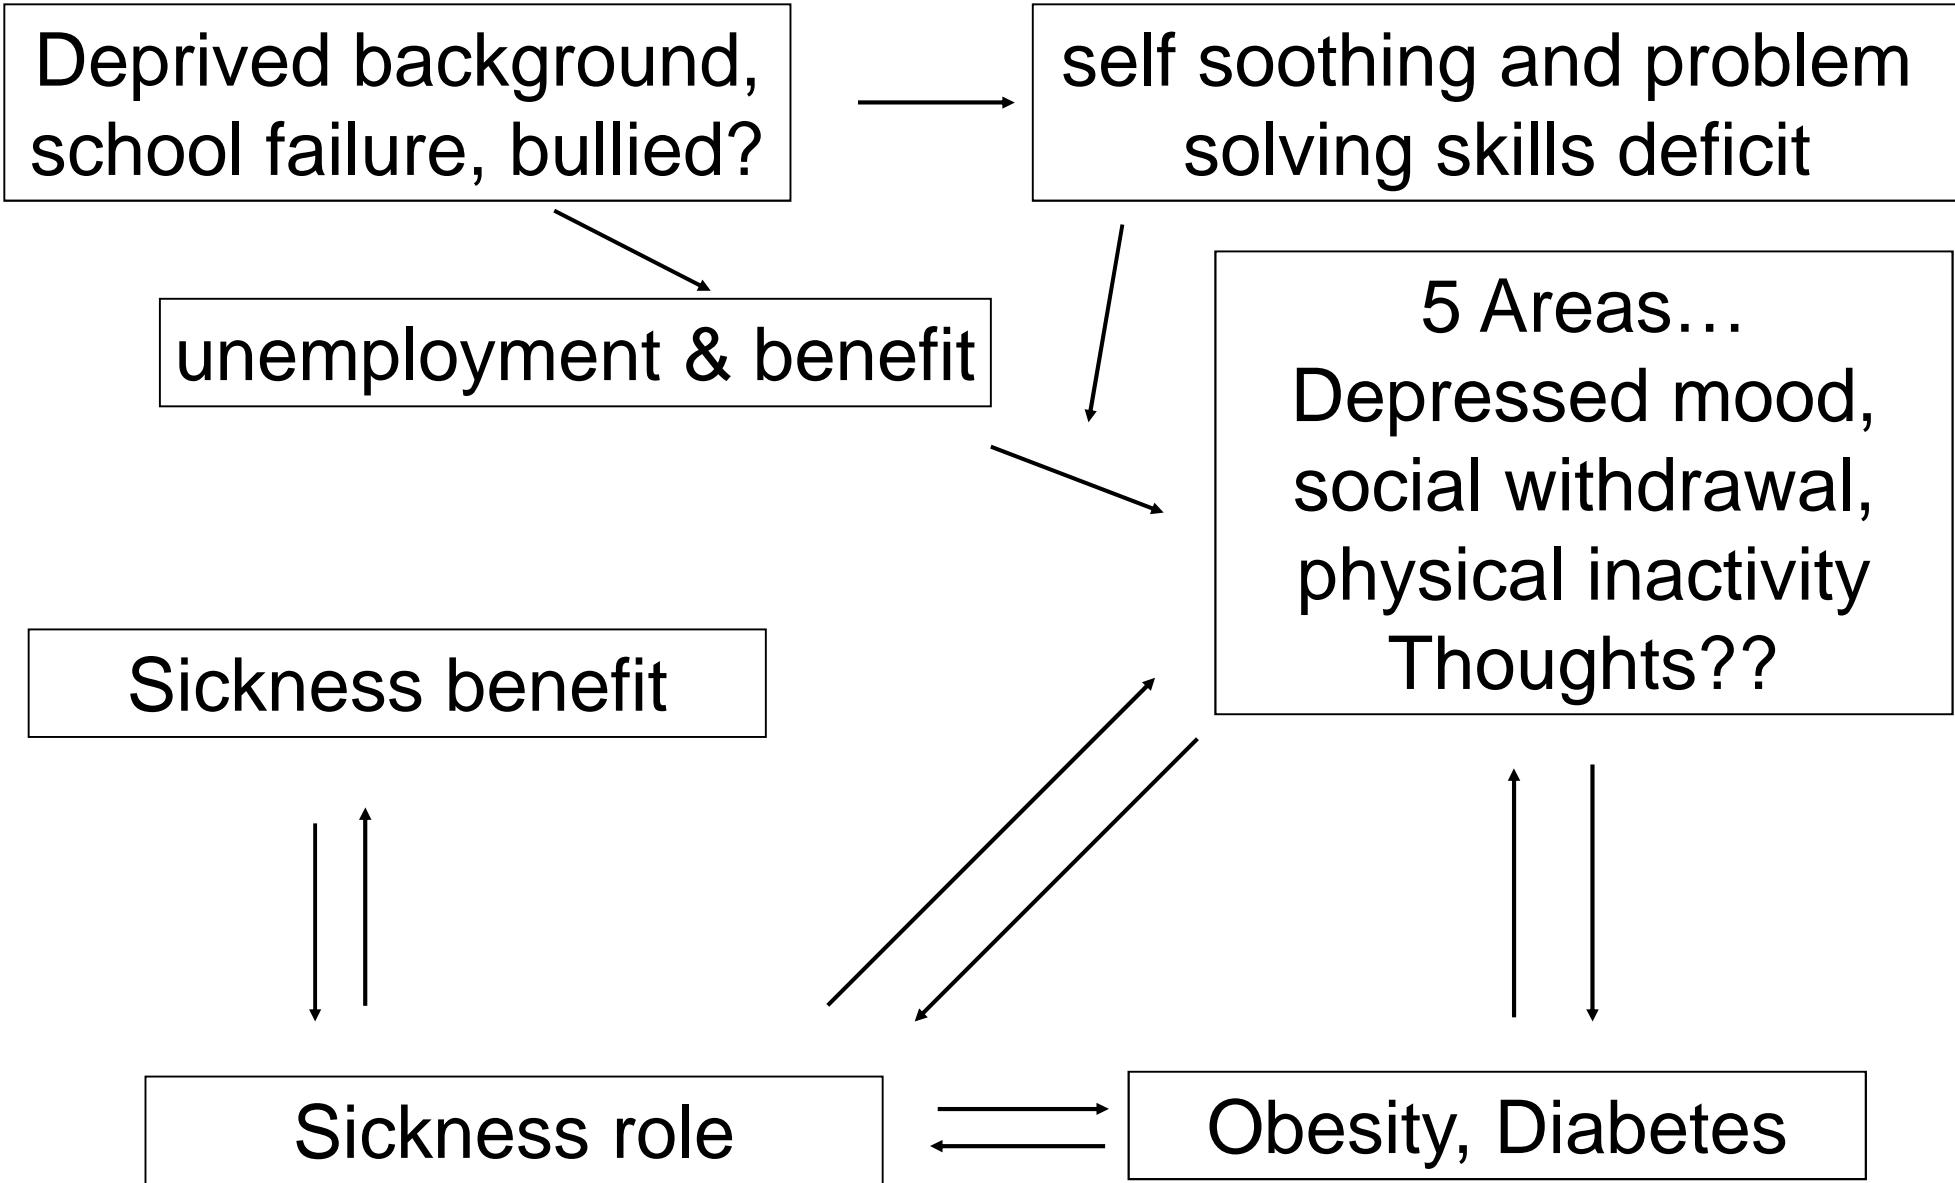 Deprived background,
school failure, bullied?
self soothing and problem
solving skills deficit
unemployment & benefit
5 Areas…
Depressed mood,
social withdrawal,
physical inactivity
Thoughts??
Sickness benefit
Sickness role
Obesity, Diabetes